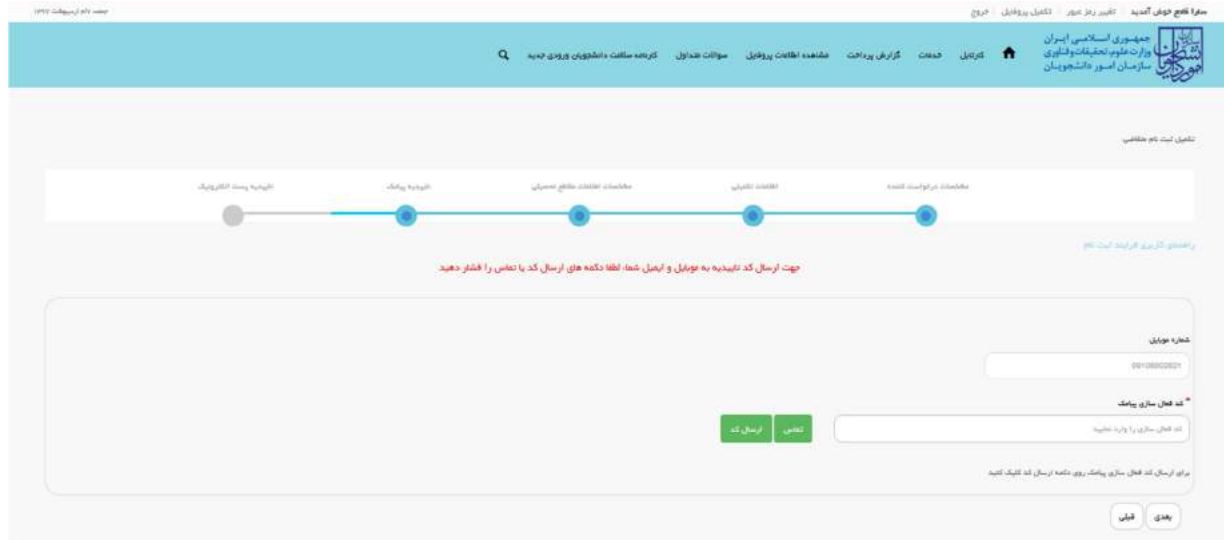 سارا فلاح خوش آمدید تغییر رمز عبور تکمیل پروفایل خروج
جمعه، ۷ام اردیبهشت ۱۳۹۷
جمهوری اسلامی ایران
وزارت علوم، تحقیقات و فناوری
سازمان امور دانشجویان
کارتابل خدمات گزارش پرداخت مشاهده اطلاعات پروفایل سوالات متداول کارنامه سلامت دانشجویان ورودی جدید
تکمیل ثبت نام متقاضی
مشخصات درخواست کننده اطلاعات تکمیلی مشخصات اطلاعات مقاطع تحصیلی تاییدیه پیامک تاییدیه پست الکترونیک
راهنمای کاربری فرایند ثبت نام
جهت ارسال کد تاییدیه به موبایل و ایمیل شما، لطفا دکمه های ارسال کد یا تماس را فشار دهید
شماره موبایل
* کد فعال سازی پیامک
کد فعال سازی را وارد نمایید تماس ارسال کد
برای ارسال کد فعال سازی پیامک روی دکمه ارسال کد کلیک کنید
بعدی قبلی